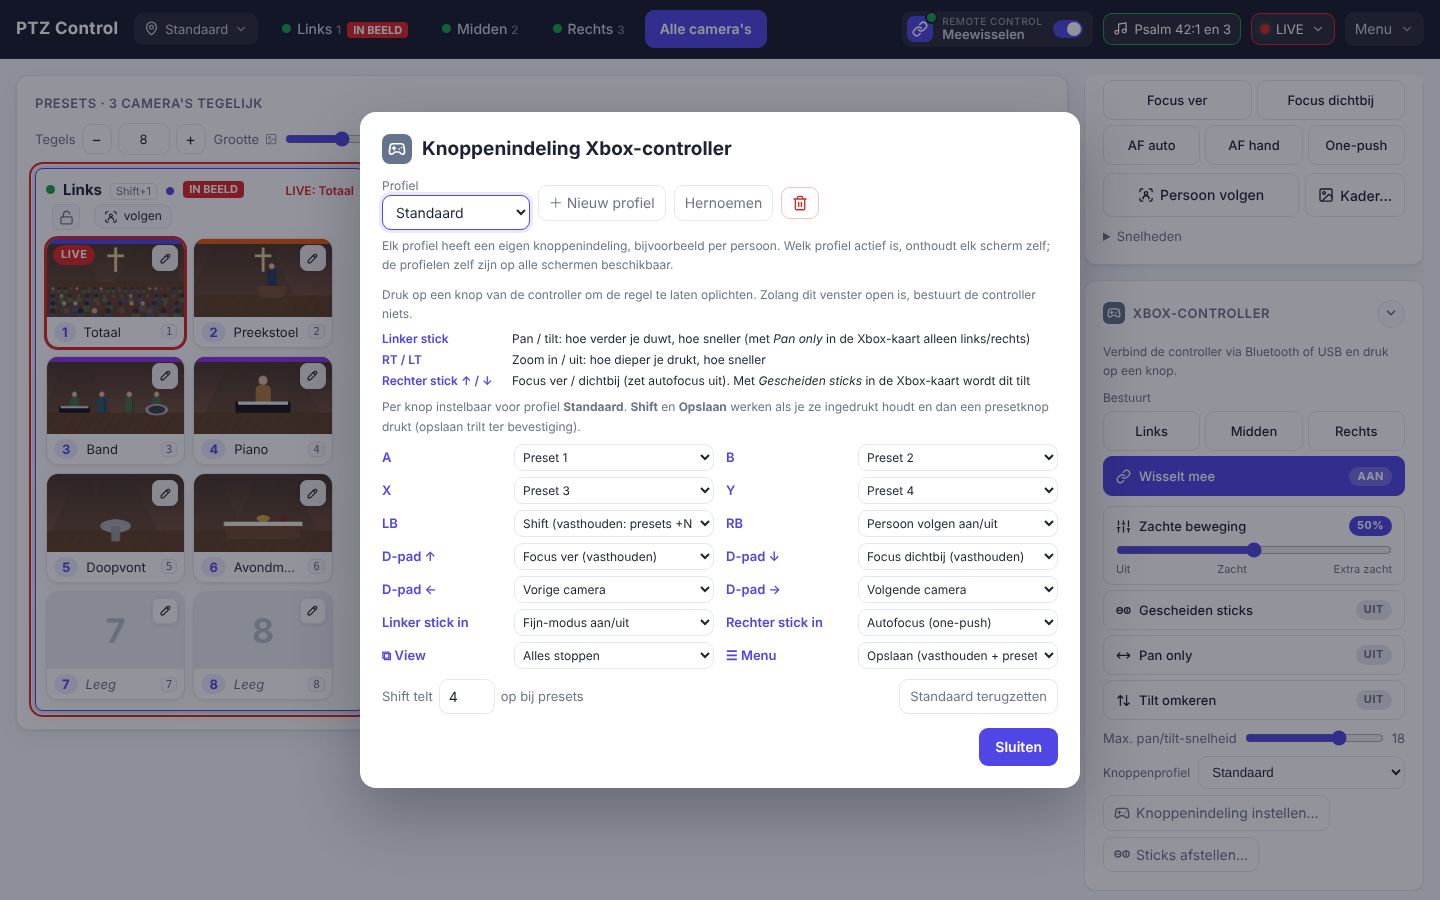 PTZ Control
Standaard
Links 1 IN BEELD
Midden 2
Rechts 3
Alle camera's
REMOTE CONTROL
Meewisselen
Psalm 42:1 en 3
LIVE
Menu
PRESETS · 3 CAMERA'S TEGELIJK
Tegels − 8 + Grootte
Links Shift+1 IN BEELD LIVE: Totaal
volgen
LIVE
1 Totaal 1
2 Preekstoel 2
3 Band 3
4 Piano 4
5 Doopvont 5
6 Avondm... 6
7
8
7 Leeg 7
8 Leeg 8
Knoppenindeling Xbox-controller
Profiel
Standaard
+ Nieuw profiel
Hernoemen
Elk profiel heeft een eigen knoppenindeling, bijvoorbeeld per persoon. Welk profiel actief is, onthoudt elk scherm zelf;
de profielen zelf zijn op alle schermen beschikbaar.
Druk op een knop van de controller om de regel te laten oplichten. Zolang dit venster open is, bestuurt de controller
niets.
Linker stick Pan / tilt: hoe verder je duwt, hoe sneller (met Pan only in de Xbox-kaart alleen links/rechts)
RT / LT Zoom in / uit: hoe dieper je drukt, hoe sneller
Rechter stick ↑ / ↓ Focus ver / dichtbij (zet autofocus uit). Met Gescheiden sticks in de Xbox-kaart wordt dit tilt
Per knop instelbaar voor profiel Standaard. Shift en Opslaan werken als je ze ingedrukt houdt en dan een presetknop
drukt (opslaan trilt ter bevestiging).
A Preset 1 B Preset 2
X Preset 3 Y Preset 4
LB Shift (vasthouden: presets +N RB Persoon volgen aan/uit
D-pad ↑ Focus ver (vasthouden) D-pad ↓ Focus dichtbij (vasthouden)
D-pad ← Vorige camera D-pad → Volgende camera
Linker stick in Fijn-modus aan/uit Rechter stick in Autofocus (one-push)
⧉ View Alles stoppen ☰ Menu Opslaan (vasthouden + preset
Shift telt 4 op bij presets
Standaard terugzetten
Sluiten
Focus ver
Focus dichtbij
AF auto
AF hand
One-push
Persoon volgen
Kader...
▶ Snelheden
XBOX-CONTROLLER
Verbind de controller via Bluetooth of USB en druk
op een knop.
Bestuurt
Links
Midden
Rechts
Wisselt mee AAN
Zachte beweging 50%
Uit Zacht Extra zacht
Gescheiden sticks UIT
Pan only UIT
Tilt omkeren UIT
Max. pan/tilt-snelheid 18
Knoppenprofiel Standaard
Knoppenindeling instellen...
Sticks afstellen...